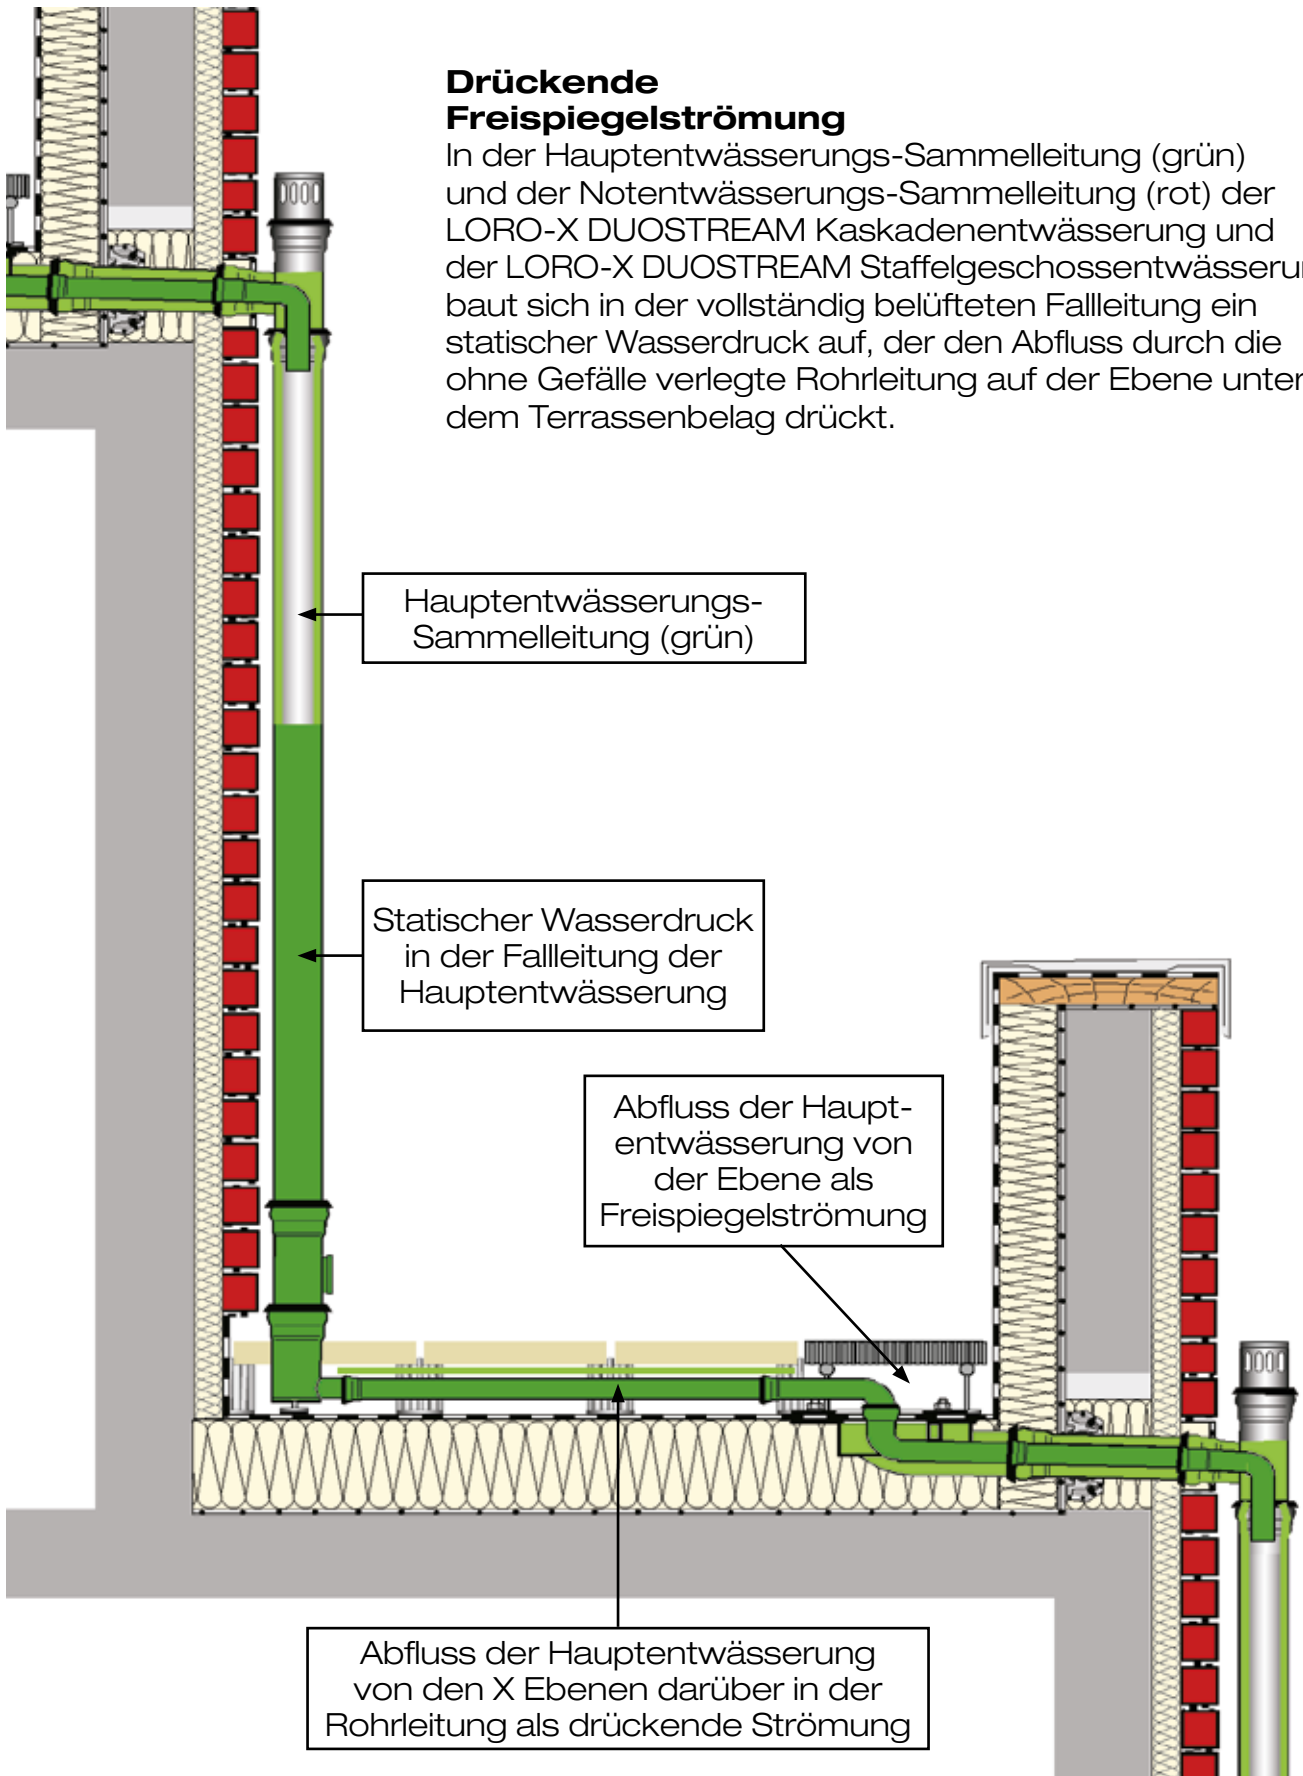 Drückende
Freispiegelströmung
In der Hauptentwässerungs-Sammelleitung (grün)
und der Notentwässerungs-Sammelleitung (rot) der
LORO-X DUOSTREAM Kaskadenentwässerung und
der LORO-X DUOSTREAM
baut sich in der vollständig belüfteten Fallleitung ein
statischer Wasserdruck auf, der den Abfluss durch die
ohne Gefälle verlegte Rohrleitung auf der Ebene unter
dem Terrassenbelag drückt.
Hauptentwässerungs-
Sammelleitung (grün)
Statischer Wasserdruck
in der Fallleitung der
Hauptentwässerung
Abfluss der Haupt-
entwässerung von
der Ebene als
Freispiegelströmung
Abfluss der Hauptentwässerung
von den X Ebenen darüber in der
Rohrleitung als drückende Strömung